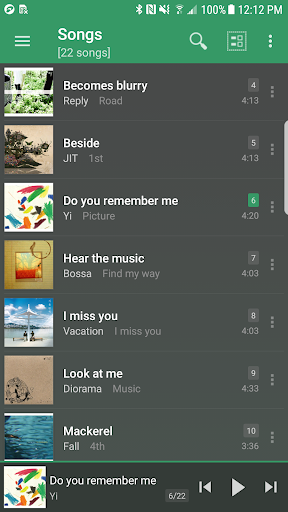 12:12 PM
Songs
[22 songs]
Becomes blurry
4
Reply Road
4:13
Beside
5
JIT 1st
4:13
Do you remember me
6
Yi Picture
4:20
Hear the music
7
Bossa Find my way
4:03
I miss you
8
Vacation I miss you
4:03
Look at me
9
Diorama Music
4:33
Mackerel
10
Fall 4th
3:36
Do you remember me
Yi
6/22